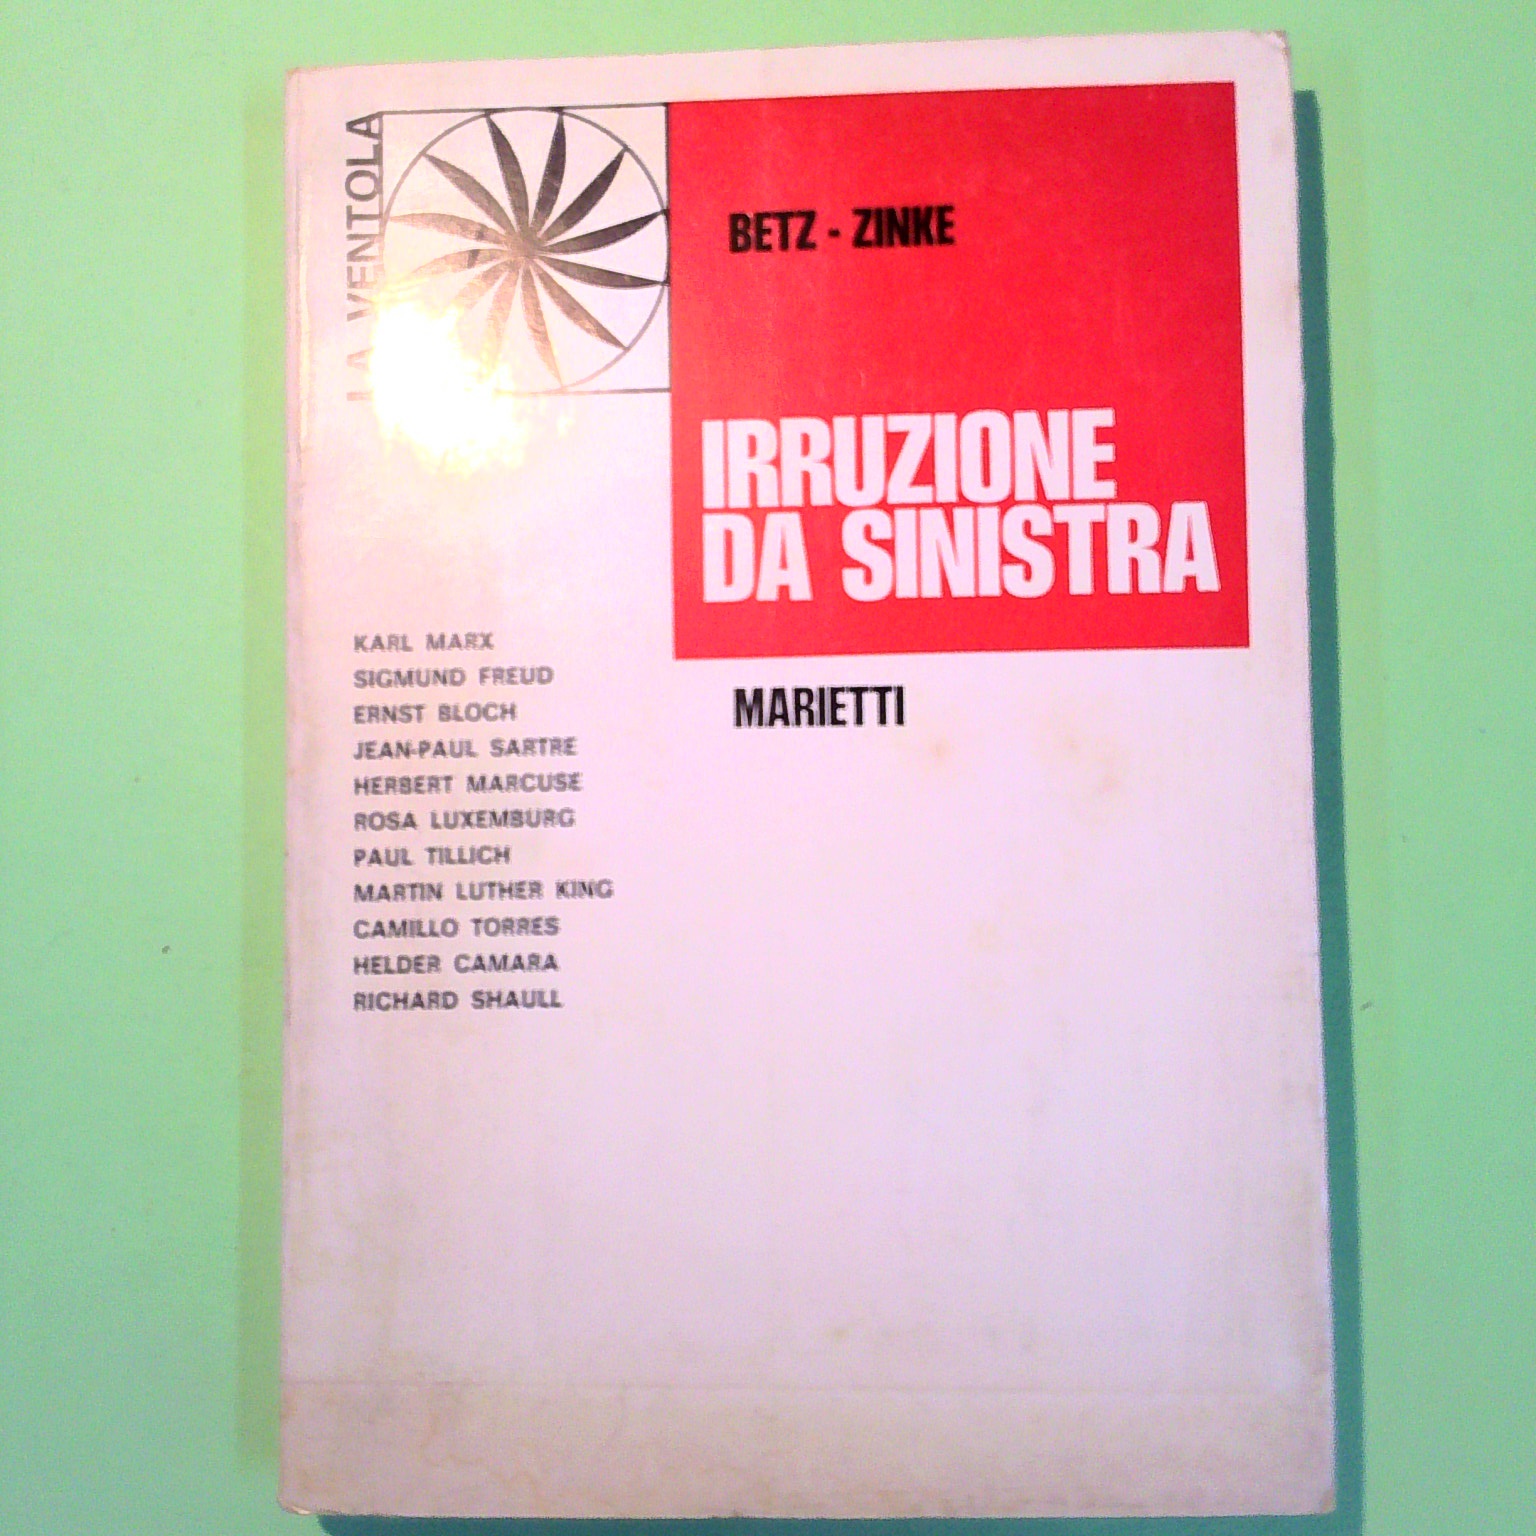 LA VENTOLA
BETZ - ZINKE
IRRUZIONE
DA SINISTRA
MARIETTI
KARL MARX
SIGMUND FREUD
ERNST BLOCH
JEAN-PAUL SARTRE
HERBERT MARCUSE
ROSA LUXEMBURG
PAUL TILLICH
MARTIN LUTHER KING
CAMILLO TORRES
HELDER CAMARA
RICHARD SHAULL